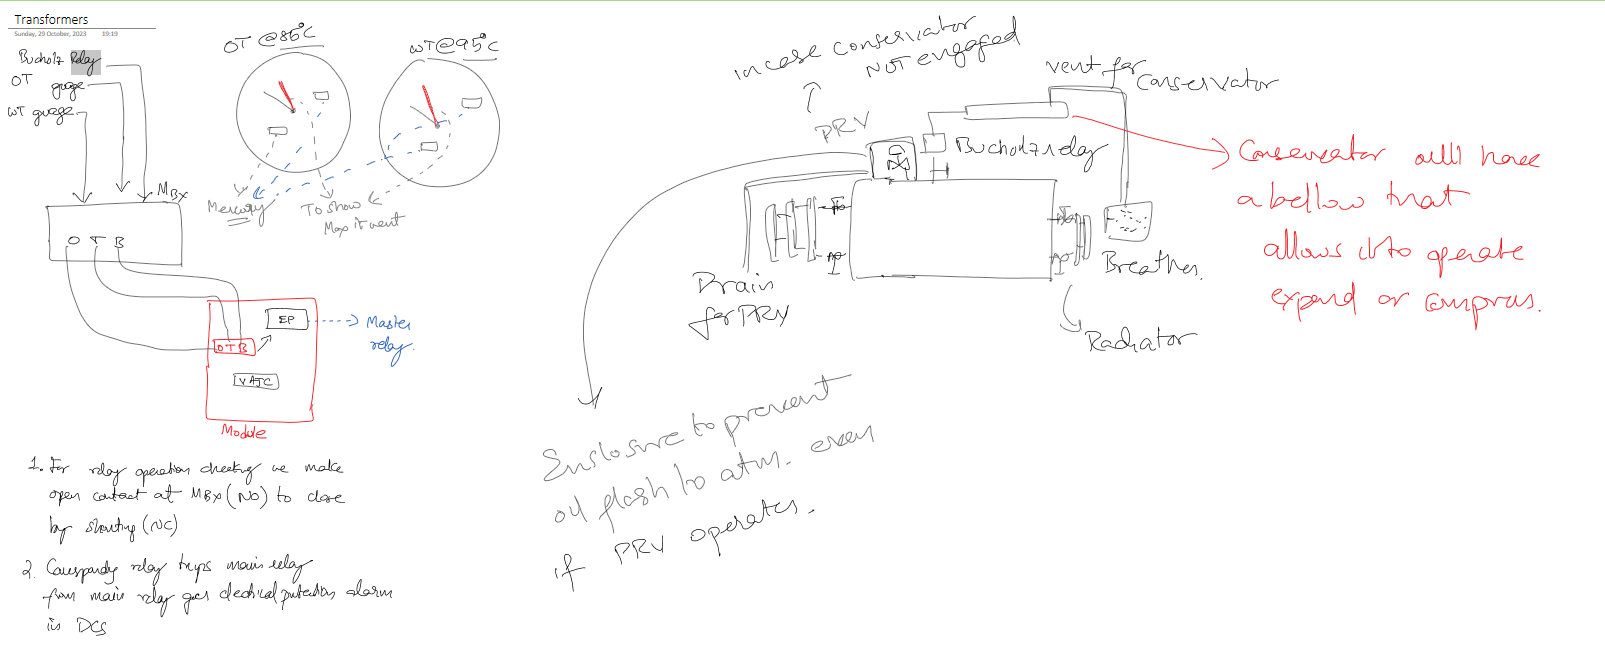 Transformers
Sunday, 29 October, 2023 19:19
Bucholz Relay
OT guage
WT guage
MBx
O T B
OT @ 85°C
WT @ 95°C
Mercury
To show
Max it went
EP
Master
relay.
OTB
VAJC
Module
1. For relay operation checking we make
open contact at MBx (NO) to close
by shorting (NC)
2. relay trips main relay
from main relay goes electrical protection alarm
in DCS
in case conservator
NOT engaged
PRV
vent for
conservator
Bucholz relay
Drain
for PRV
Breather.
Radiator
Conservator will have
a bellow that
allows it to operate
expand or
Enclosure to prevent
oil flash to atm. even
if PRV operates.